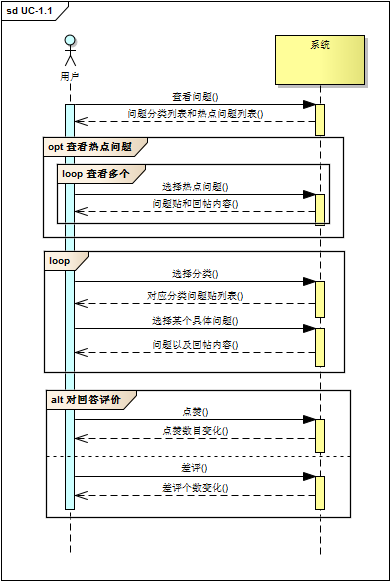 sd UC-1.1
用户
系统
查看问题()
问题分类列表和热点问题列表()
opt 查看热点问题
loop 查看多个
选择热点问题()
问题贴和回帖内容()
loop
选择分类()
对应分类问题贴列表()
选择某个具体问题()
问题以及回帖内容()
alt 对回答评价
点赞()
点赞数目变化()
差评()
差评个数变化()